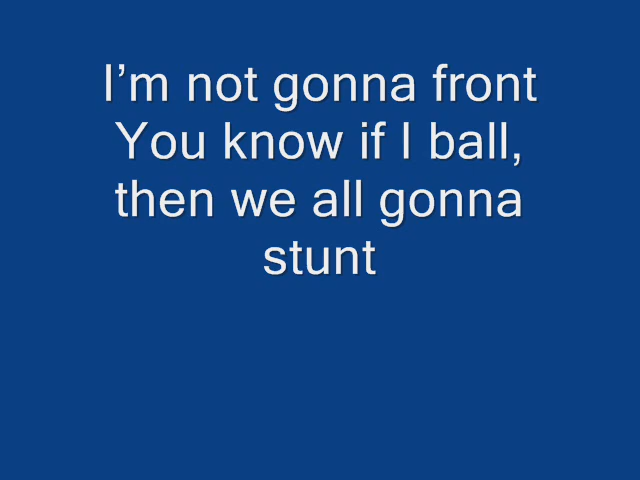 I’m not gonna front
You know if I ball,
then we all gonna
stunt